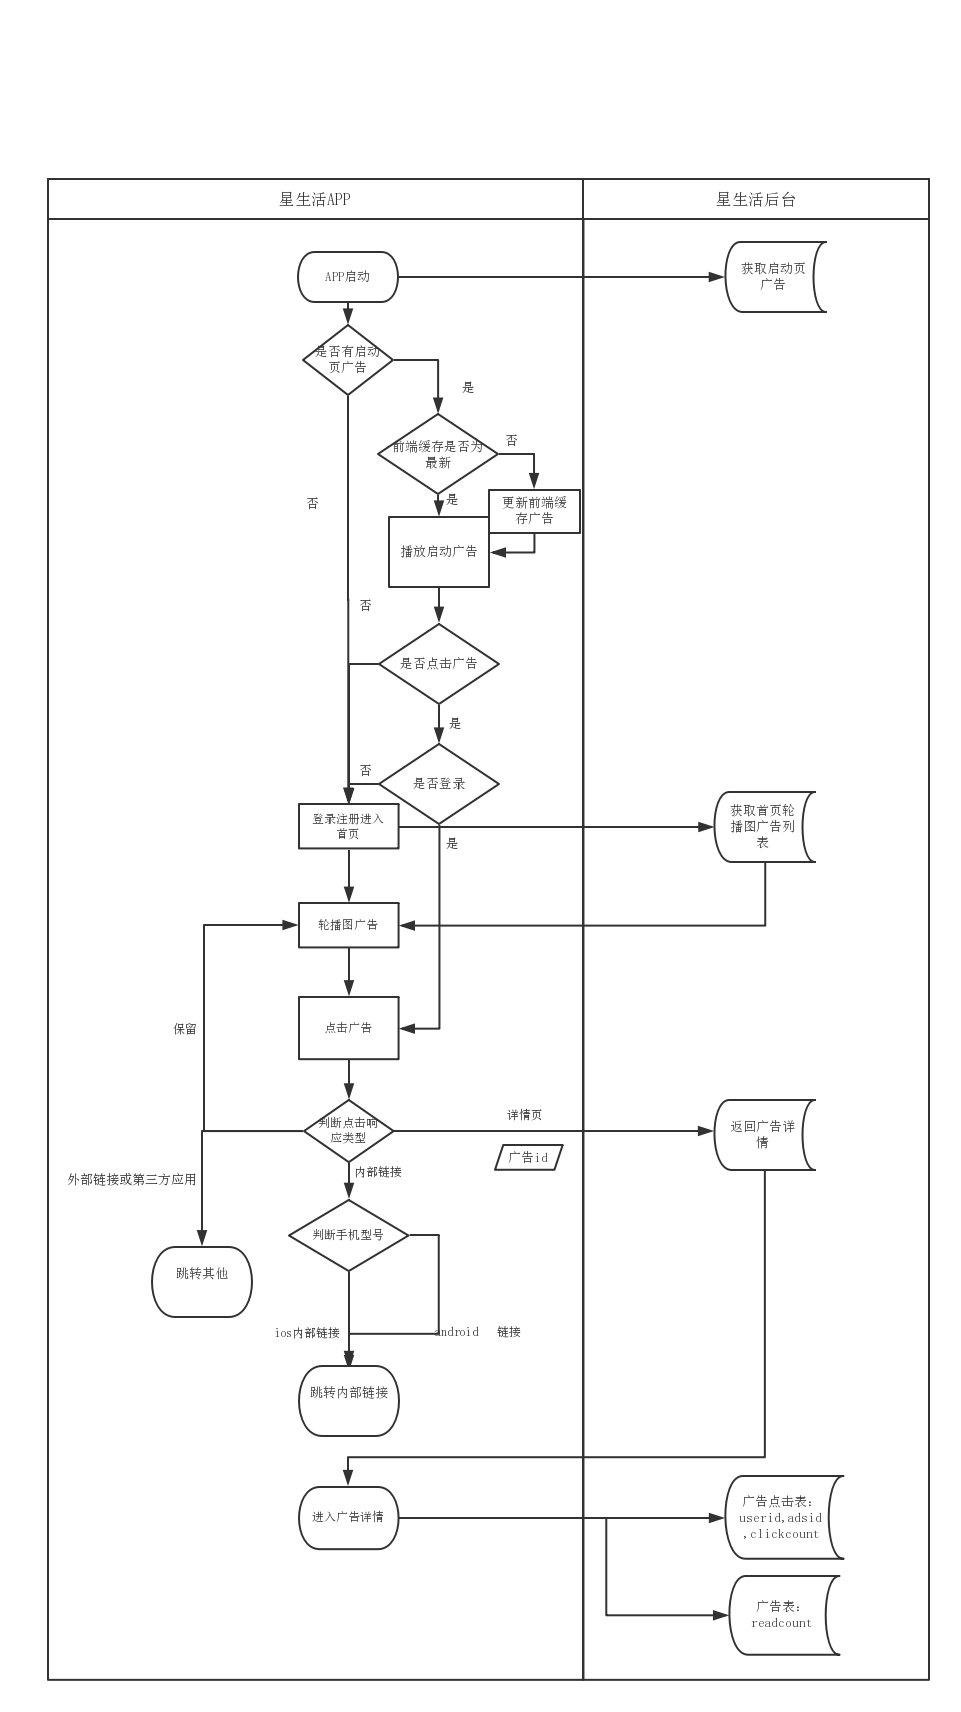 星生活APP
星生活后台
APP启动
获取启动页
广告
是否有启动
页广告
是
前端缓存是否为
最新
否
是
更新前端缓
存广告
否
播放启动广告
否
是否点击广告
是
否
是否登录
登录注册进入
首页
获取首页轮
播图广告列
表
是
轮播图广告
保留
点击广告
判断点击响
应类型
详情页
返回广告详
情
广告id
外部链接或第三方应用
内部链接
判断手机型号
跳转其他
ios内部链接
android 链接
跳转内部链接
进入广告详情
广告点击表:
userid,adsid
,clickcount
广告表:
readcount